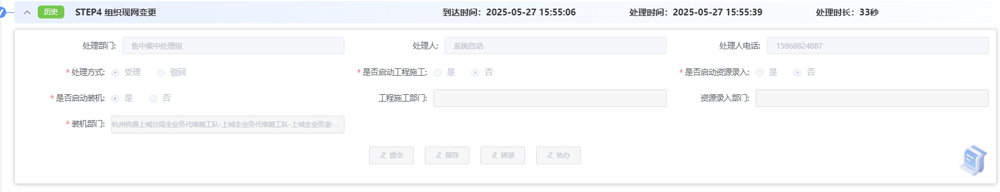 历史 STEP4 组织现网变更 到达时间：2025-05-27 15:55:06 处理时间：2025-05-27 15:55:39 处理时长：33秒
处理部门: 售中集中处理组 处理人: 系统自动 处理人电话: 15868824887
* 处理方式: 受理 驳回 * 是否启动工程施工: 是 否 * 是否启动资源录入: 是 否
* 是否启动装机: 是 否 工程施工部门: 资源录入部门:
* 装机部门: 杭州铁通上城分局全业务代维施工队-上城全业务代维施工队-上城全业务室-...
提交 保存 转派 协办